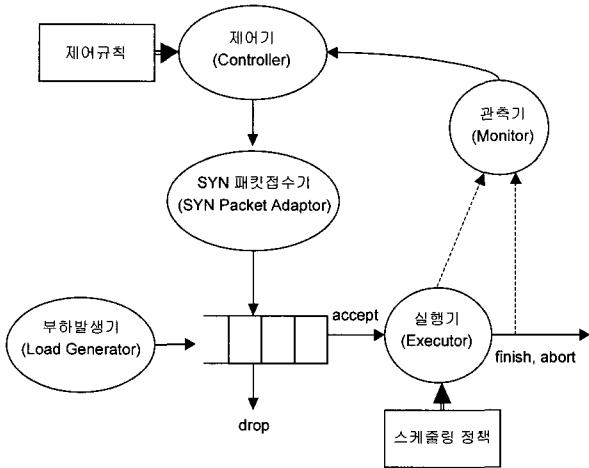 제어규칙
제어기
(Controller)
관측기
(Monitor)
SYN 패킷접수기
(SYN Packet Adaptor)
부하발생기
(Load Generator)
accept
실행기
(Executor)
finish, abort
drop
스케줄링 정책